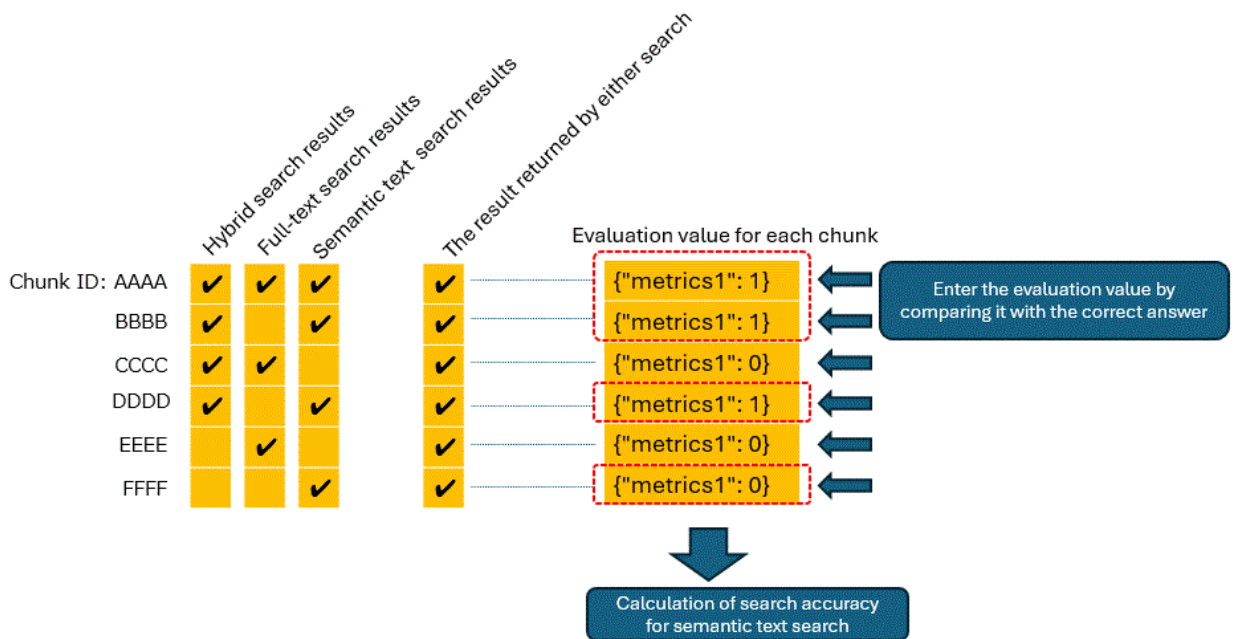 Hybrid search results
Full-text search results
Semantic text search results
The result returned by either search
Evaluation value for each chunk
Chunk ID: AAAA
{"metrics1": 1}
BBBB
{"metrics1": 1}
CCCC
{"metrics1": 0}
DDDD
{"metrics1": 1}
EEEE
{"metrics1": 0}
FFFF
{"metrics1": 0}
Enter the evaluation value by
comparing it with the correct answer
Calculation of search accuracy
for semantic text search